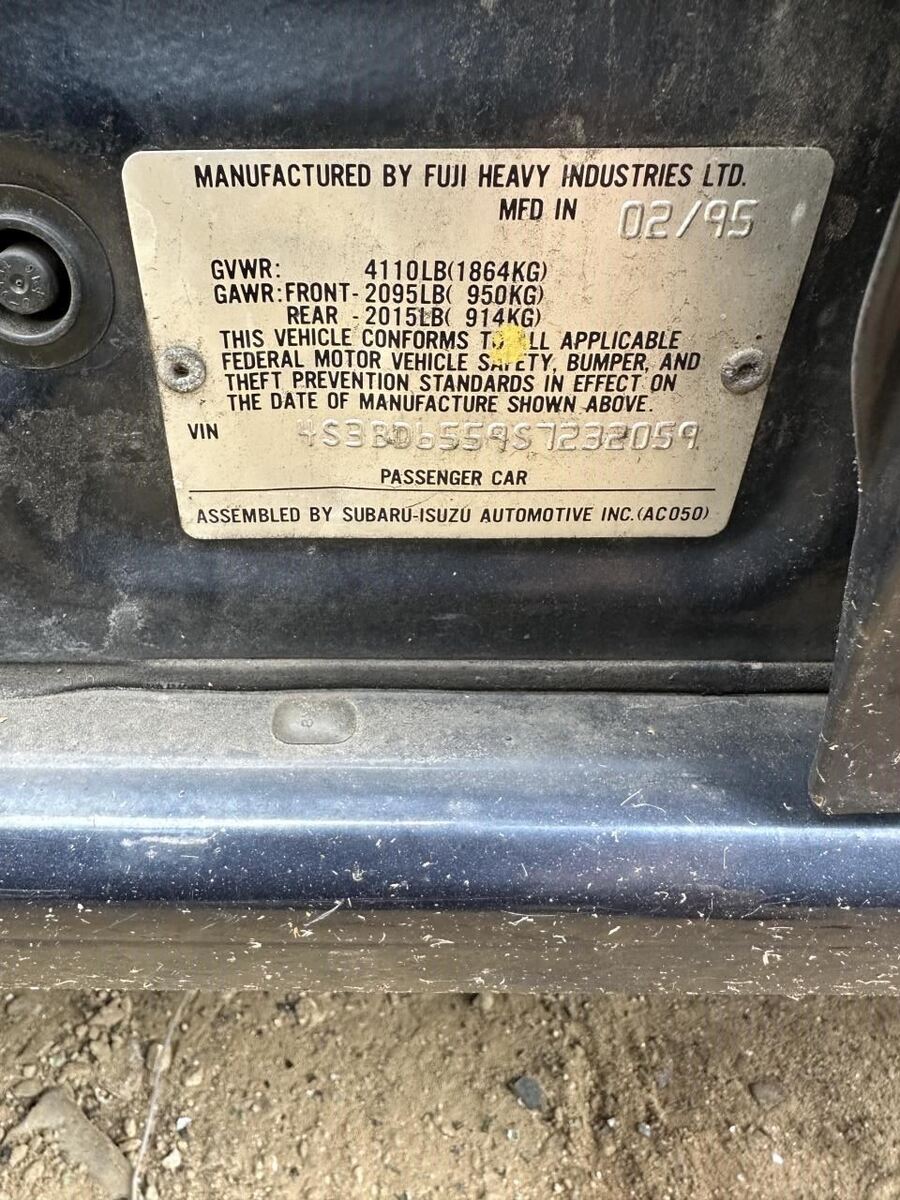 MANUFACTURED BY FUJI HEAVY INDUSTRIES LTD.
MFD IN 02/95
GVWR: 4110LB(1864KG)
GAWR:FRONT-2095LB( 950KG)
REAR -2015LB( 914KG)
THIS VEHICLE CONFORMS TO ALL APPLICABLE
FEDERAL MOTOR VEHICLE SAFETY, BUMPER, AND
THEFT PREVENTION STANDARDS IN EFFECT ON
THE DATE OF MANUFACTURE SHOWN ABOVE.
VIN 4S3BD6559S7232059
PASSENGER CAR
ASSEMBLED BY SUBARU-ISUZU AUTOMOTIVE INC.(AC050)